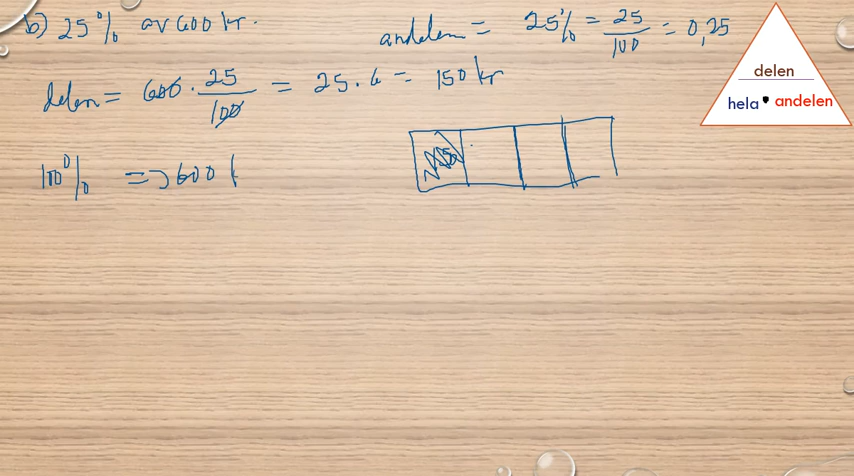 b) 25% av 600 kr.
andelen = 25% = 25/100 = 0,25
delen = 600 · 25/100 = 25 · 6 = 150 kr
100% => 600 k
delen
hela · andelen